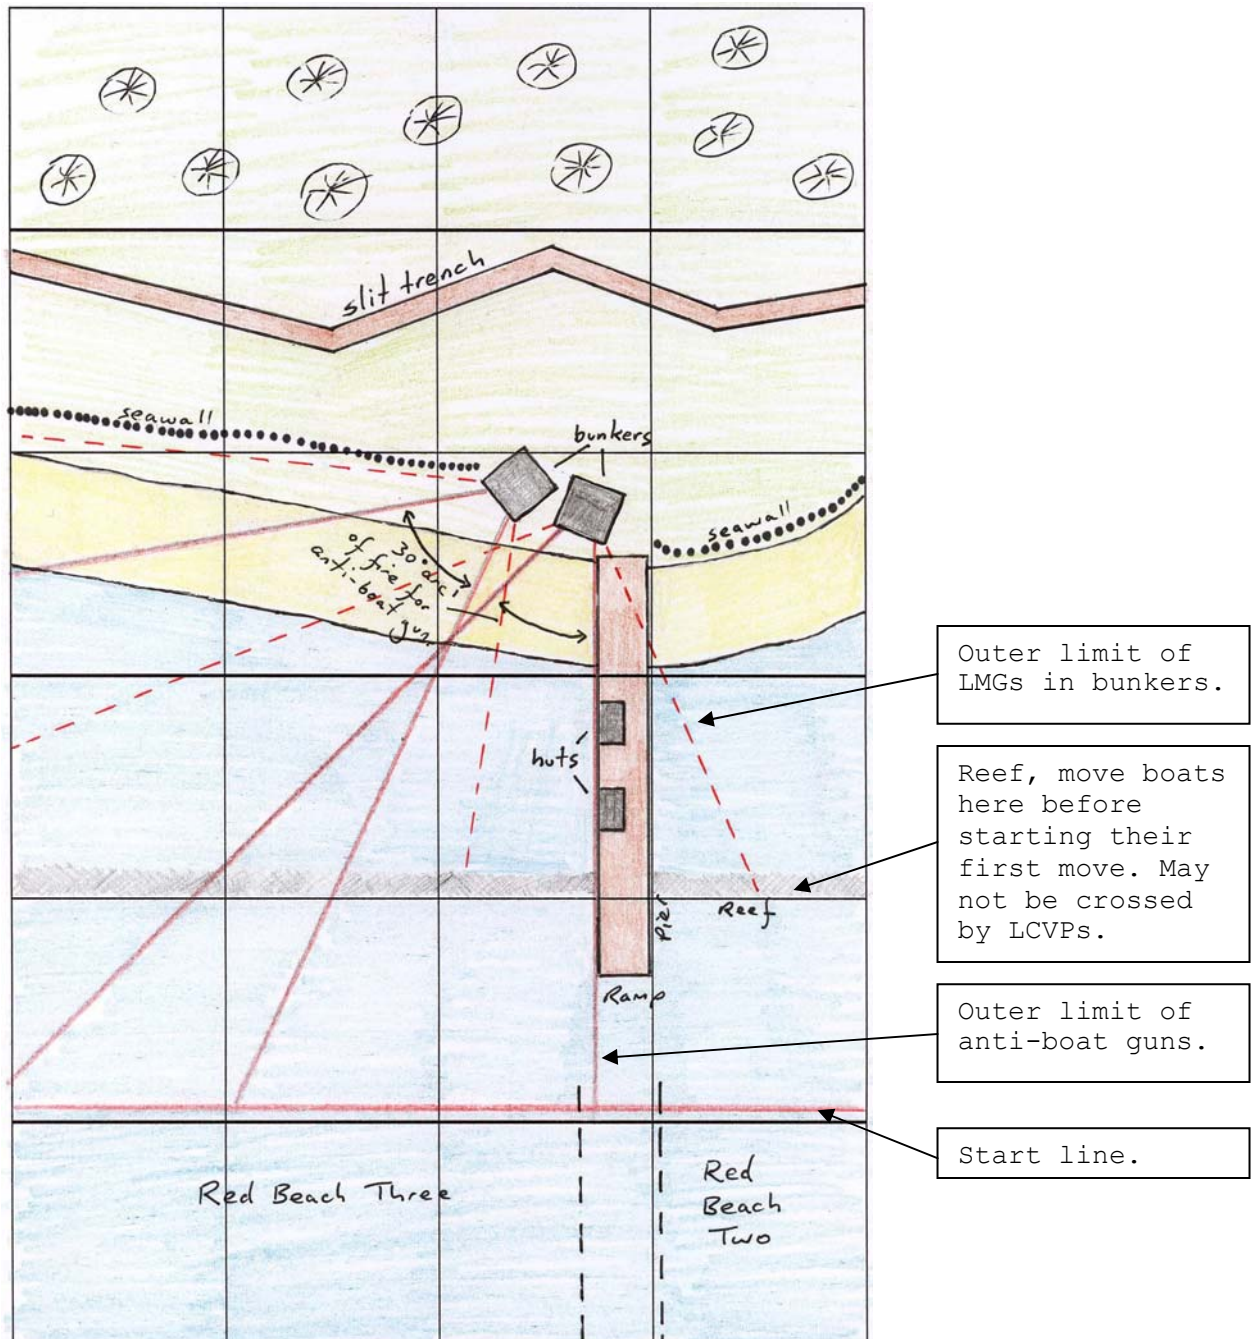 slit trench
seawall
bunkers
seawall
30° arc
of fire for
anti-boat
gun
Outer limit of
LMGs in bunkers.
huts
Reef, move boats
here before
starting their
first move. May
not be crossed
by LCVPs.
Reef
Pier
Ramp
Outer limit of
anti-boat guns.
Start line.
Red Beach Three
Red
Beach
Two